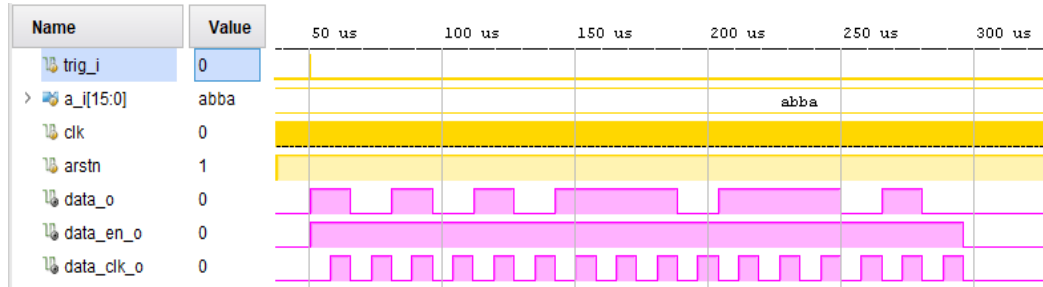 Name Value 50 us 100 us 150 us 200 us 250 us 300 us
trig_i 0
> a_i[15:0] abba abba
clk 0
arstn 1
data_o 0
data_en_o 0
data_clk_o 0